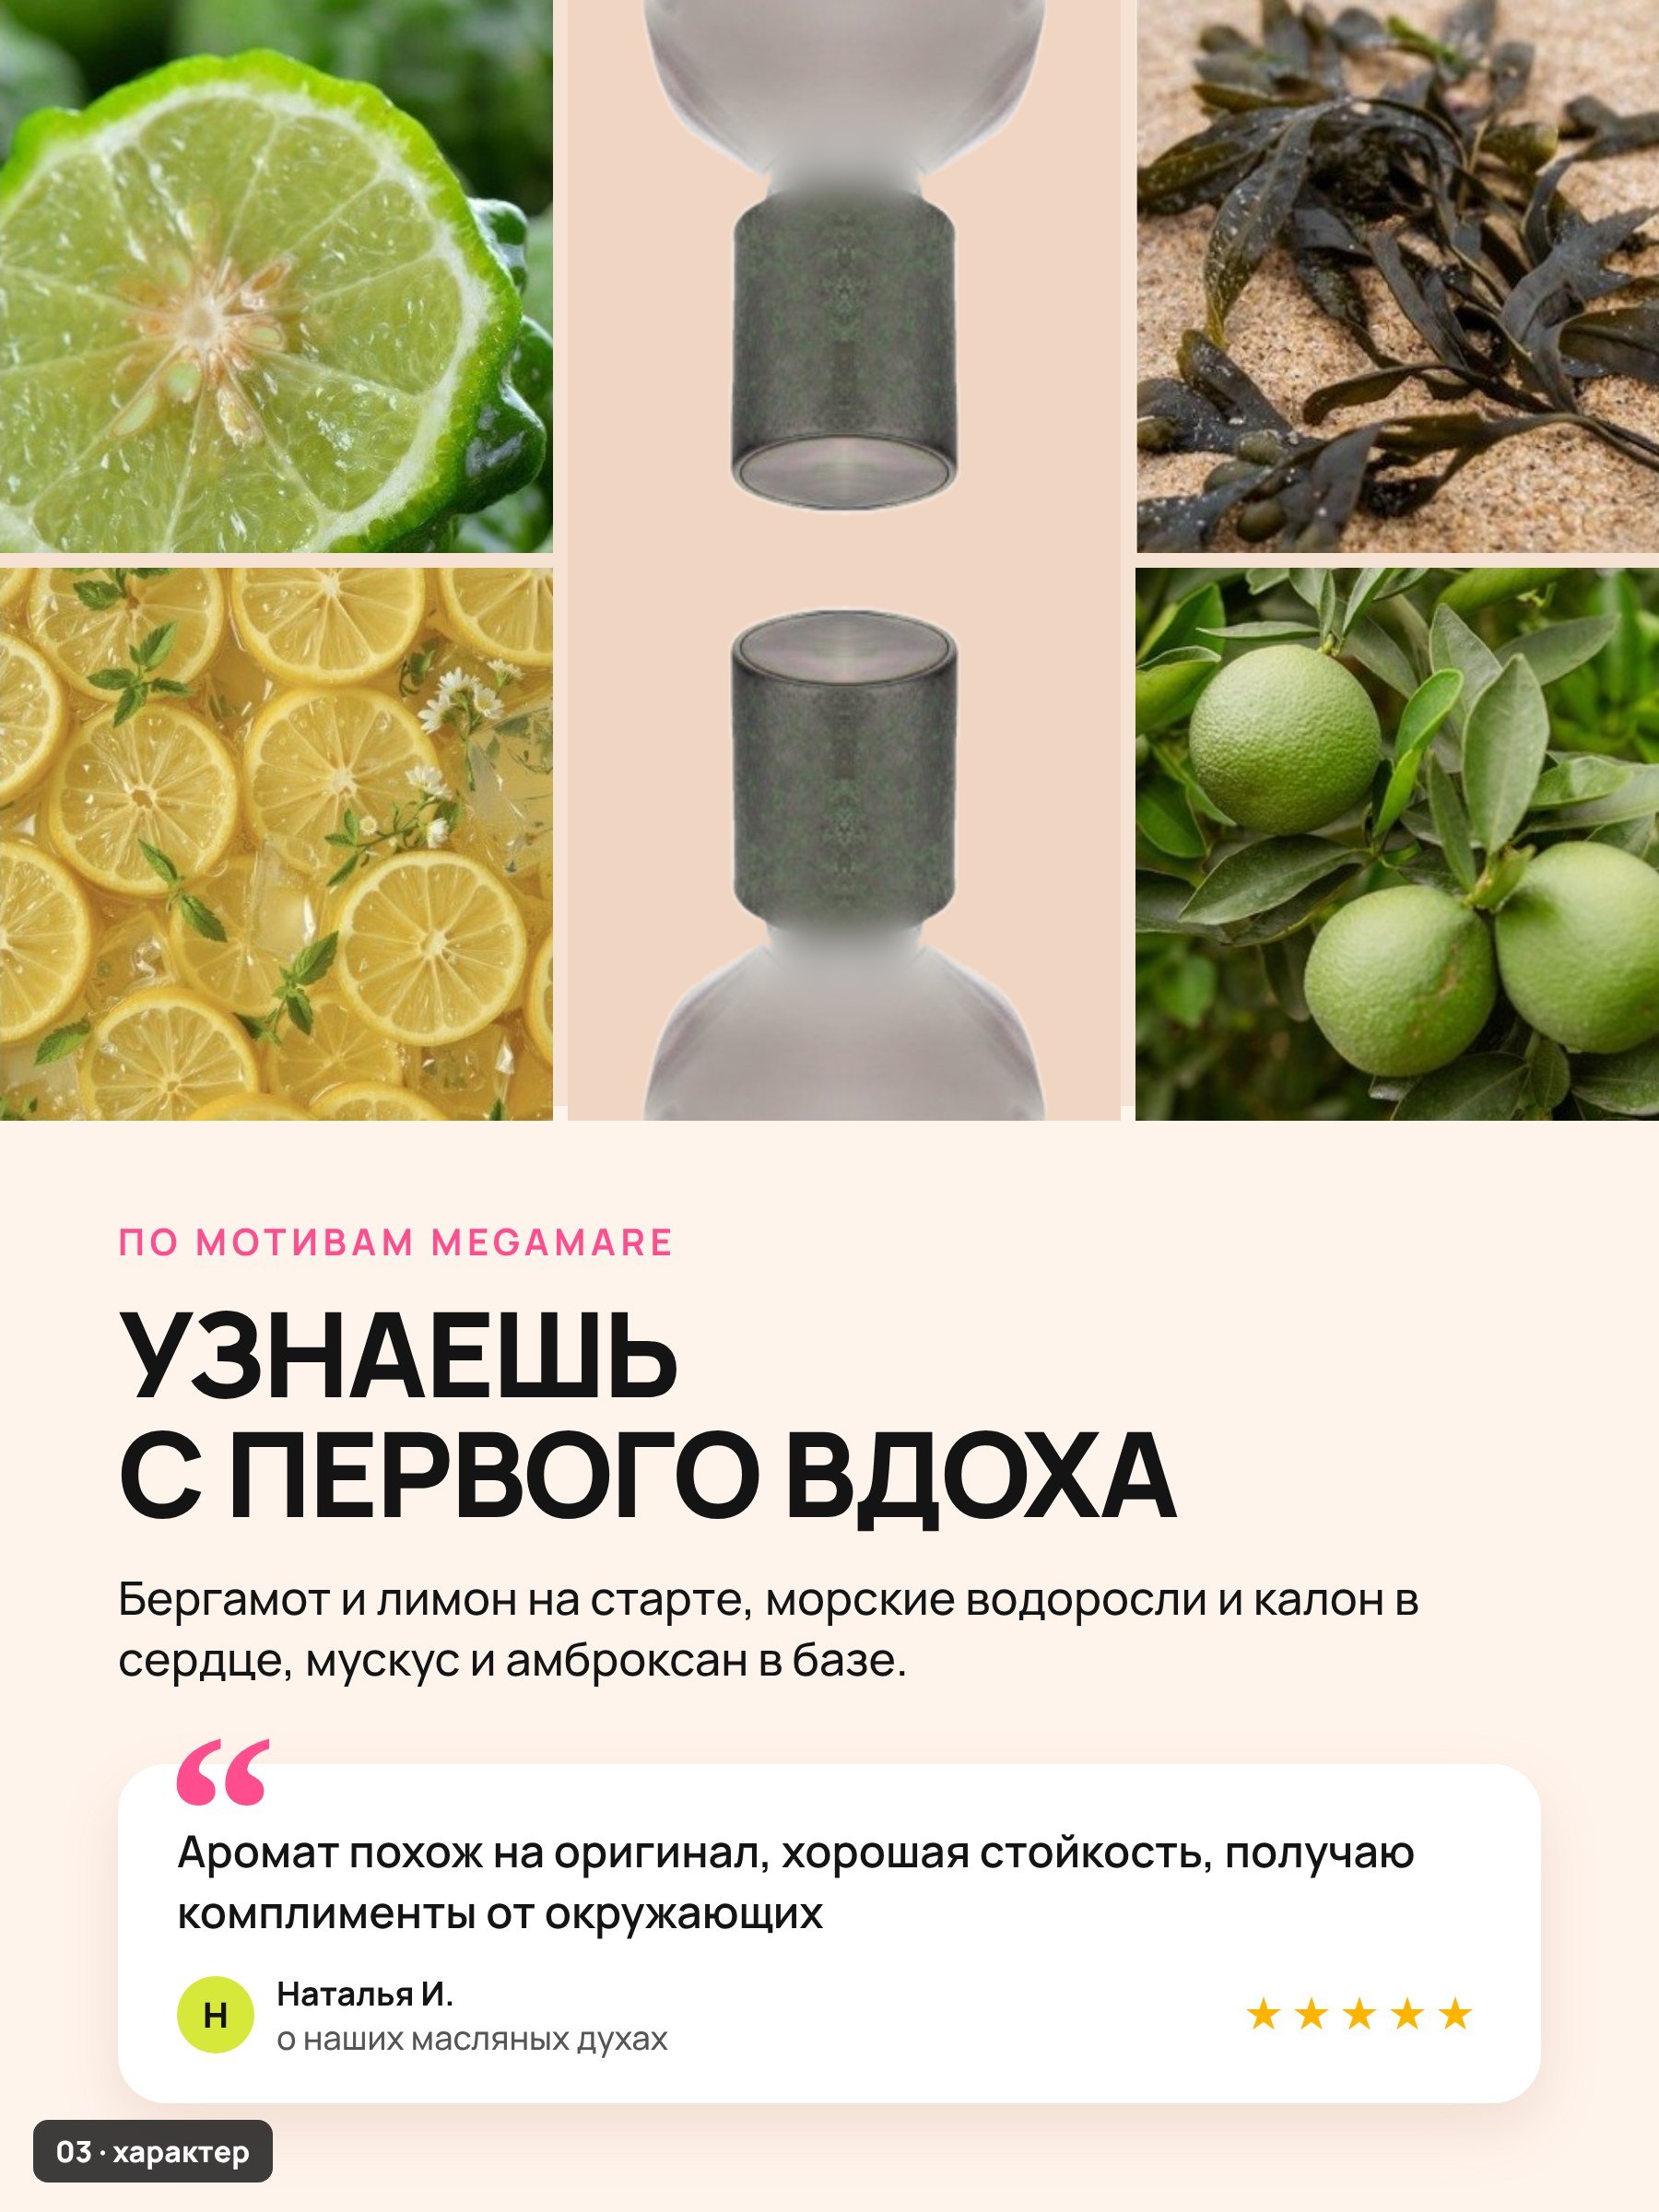 ПО МОТИВАМ MEGAMARE
УЗНАЕШЬ
С ПЕРВОГО ВДОХА
Бергамот и лимон на старте, морские водоросли и калон в
сердце, мускус и амброксан в базе.
“
Аромат похож на оригинал, хорошая стойкость, получаю
комплименты от окружающих
Н
Наталья И.
о наших масляных духах
★★★★★
03 · характер